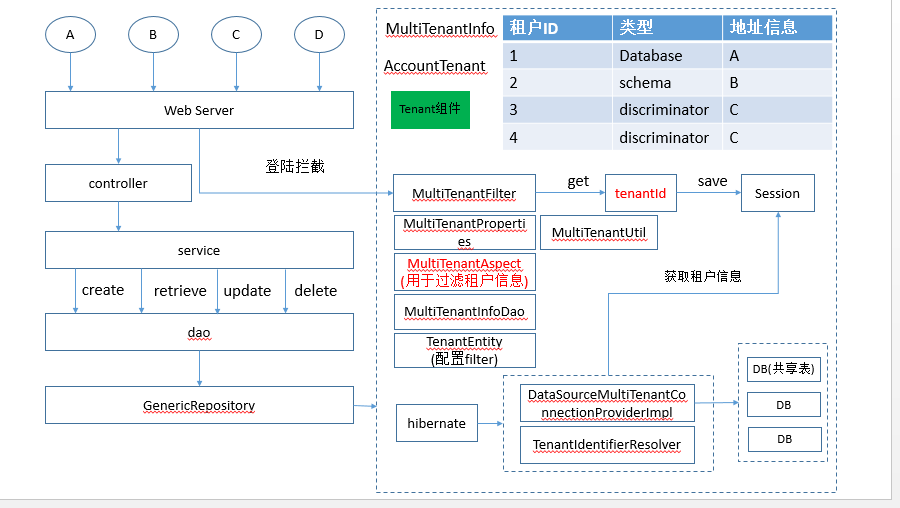 A
B
C
D
Web Server
controller
登陆拦截
service
create
retrieve
update
delete
dao
GenericRepository
MultiTenantInfo
AccountTenant
Tenant组件
租户ID 类型 地址信息
1 Database A
2 schema B
3 discriminator C
4 discriminator C
MultiTenantFilter
get
tenantId
save
Session
MultiTenantProperti
es
MultiTenantUtil
MultiTenantAspect
(用于过滤租户信息)
获取租户信息
MultiTenantInfoDao
TenantEntity
(配置filter)
hibernate
DataSourceMultiTenantCo
nnectionProviderImpl
TenantIdentifierResolver
DB(共享表)
DB
DB